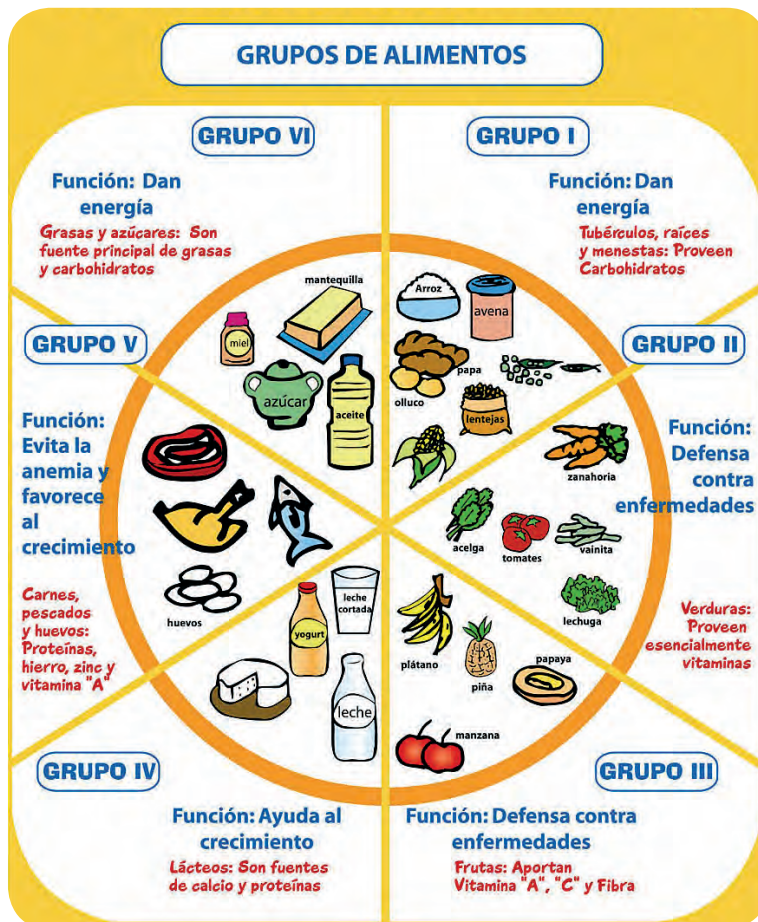 GRUPOS DE ALIMENTOS
GRUPO VI
Función: Dan
energía
Grasas y azúcares: Son
fuente principal de grasas
y carbohidratos
mantequilla
miel
azúcar
aceite
GRUPO I
Función: Dan
energía
Tubérculos, raíces
y menestas: Proveen
Carbohidratos
Arroz
avena
papa
olluco
lentejas
GRUPO II
Función:
Defensa
contra
enfermedades
Verduras:
Proveen
esencialmente
vitaminas
zanahoria
acelga
tomates
vainita
lechuga
GRUPO V
Función:
Evita la
anemia y
favorece
al
crecimiento
Carnes,
pescados
y huevos:
Proteínas,
hierro, zinc y
vitamina "A"
huevos
GRUPO IV
Función: Ayuda al
crecimiento
Lácteos: Son fuentes
de calcio y proteínas
yogurt
leche
cortada
leche
GRUPO III
Función: Defensa contra
enfermedades
Frutas: Aportan
Vitamina "A", "C" y Fibra
plátano
piña
papaya
manzana